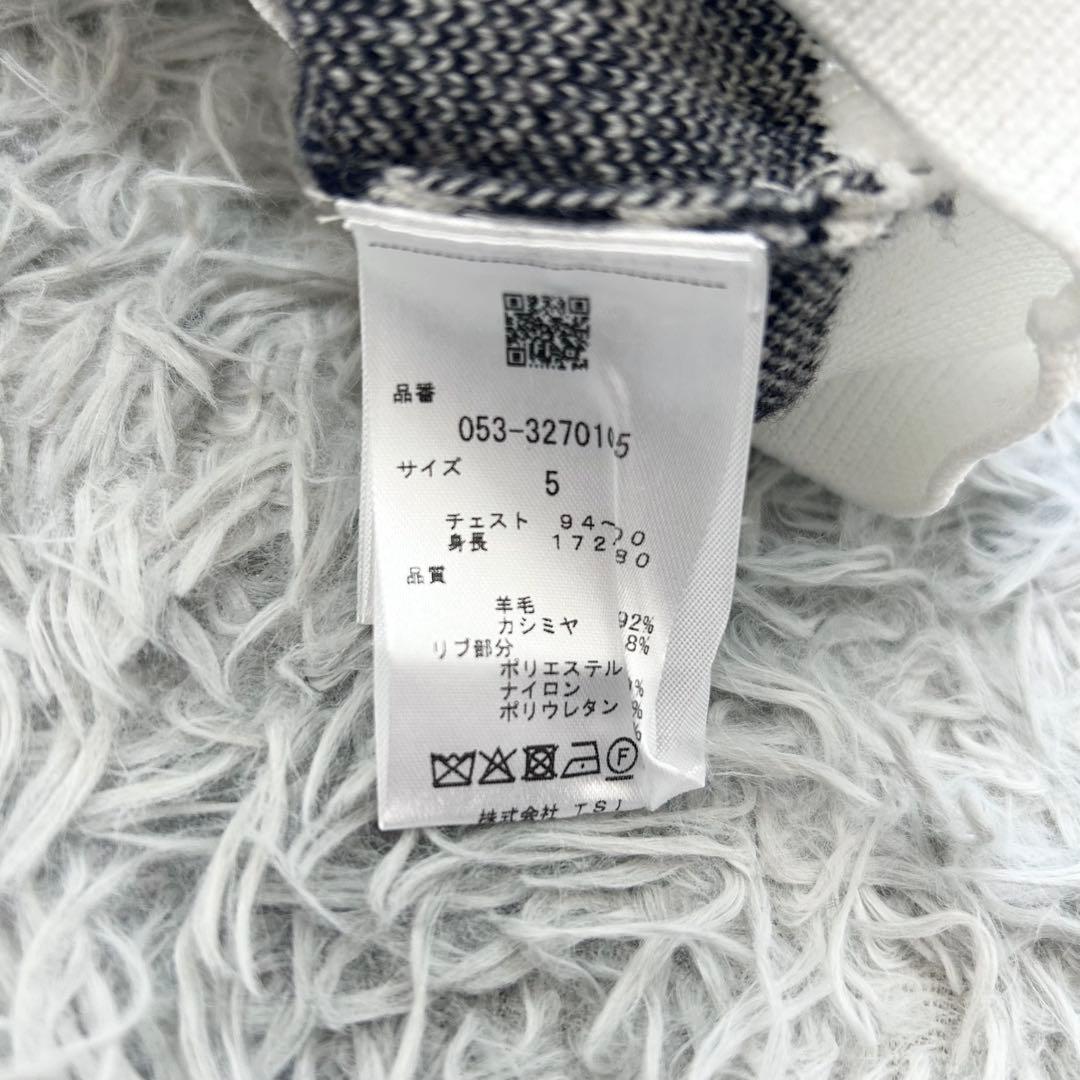 品番
053-3270105
サイズ
5
チェスト 94~
身長 172
品質
羊毛 92%
カシミヤ 8%
リブ部分
ポリエステル
ナイロン
ポリウレタン
F
株式会社 TSI